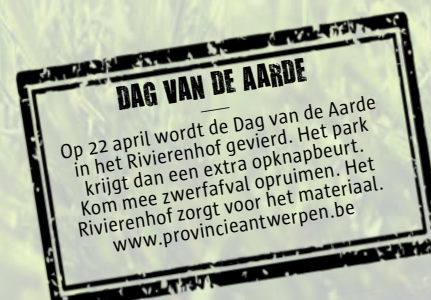 DAG VAN DE AARDE
Op 22 april wordt de Dag van de Aarde
in het Rivierenhof gevierd. Het park
krijgt dan een extra opknapbeurt.
Kom mee zwerfafval opruimen. Het
Rivierenhof zorgt voor het materiaal.
www.provincieantwerpen.be